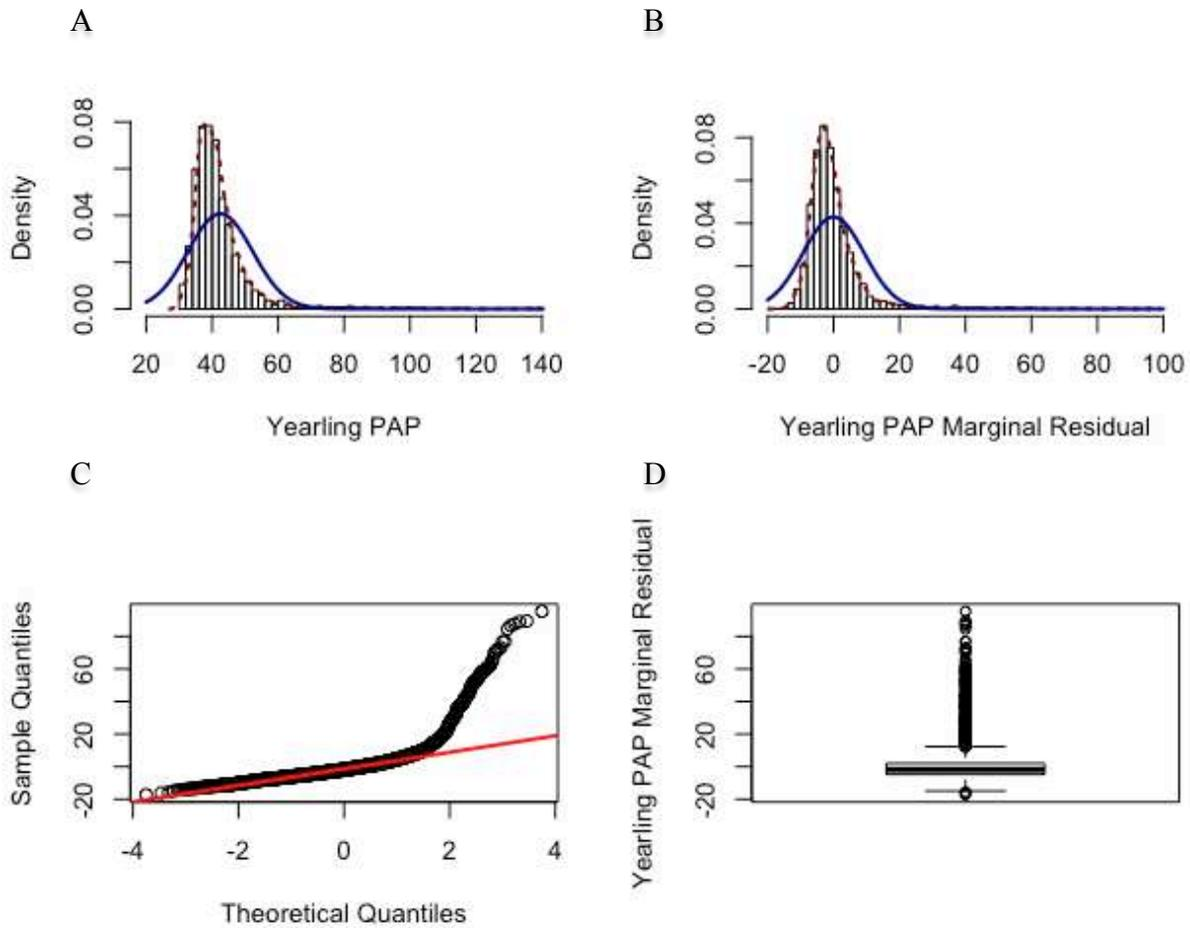 A
B
Density
0.00 0.04 0.08
20 40 60 80 100 120 140
Yearling PAP
Density
0.00 0.04 0.08
-20 0 20 40 60 80 100
Yearling PAP Marginal Residual
C
D
Sample Quantiles
-20 20 60
-4 -2 0 2 4
Theoretical Quantiles
Yearling PAP Marginal Residual
-20 20 60